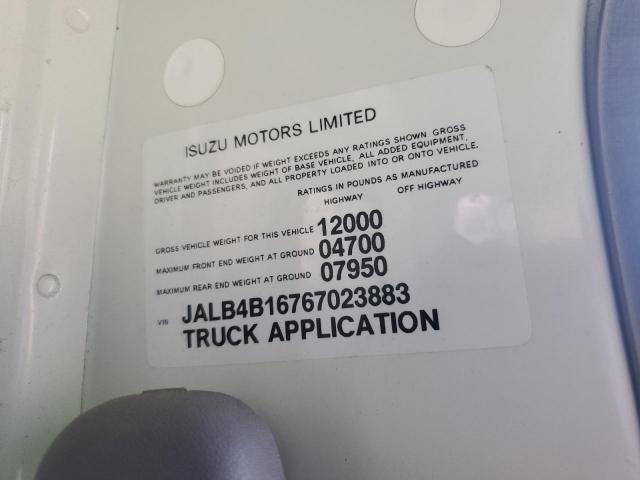 ISUZU MOTORS LIMITED
WARRANTY MAY BE VOIDED IF WEIGHT EXCEEDS ANY RATINGS SHOWN. GROSS
VEHICLE WEIGHT INCLUDES WEIGHT OF BASE VEHICLE, ALL ADDED EQUIPMENT,
DRIVER AND PASSENGERS, AND ALL PROPERTY LOADED INTO OR ONTO VEHICLE.
RATINGS IN POUNDS AS MANUFACTURED
HIGHWAY OFF HIGHWAY
GROSS VEHICLE WEIGHT FOR THIS VEHICLE 12000
MAXIMUM FRONT END WEIGHT AT GROUND 04700
MAXIMUM REAR END WEIGHT AT GROUND 07950
VIN JALB4B16767023883
TRUCK APPLICATION